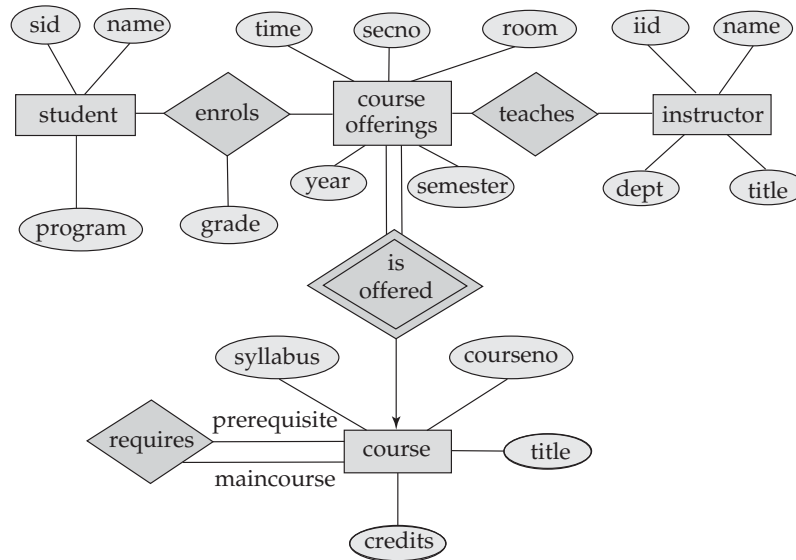 sid
name
time
secno
room
iid
name
student
enrols
course
offerings
teaches
instructor
year
semester
dept
title
program
grade
is
offered
syllabus
courseno
prerequisite
requires
course
title
maincourse
credits